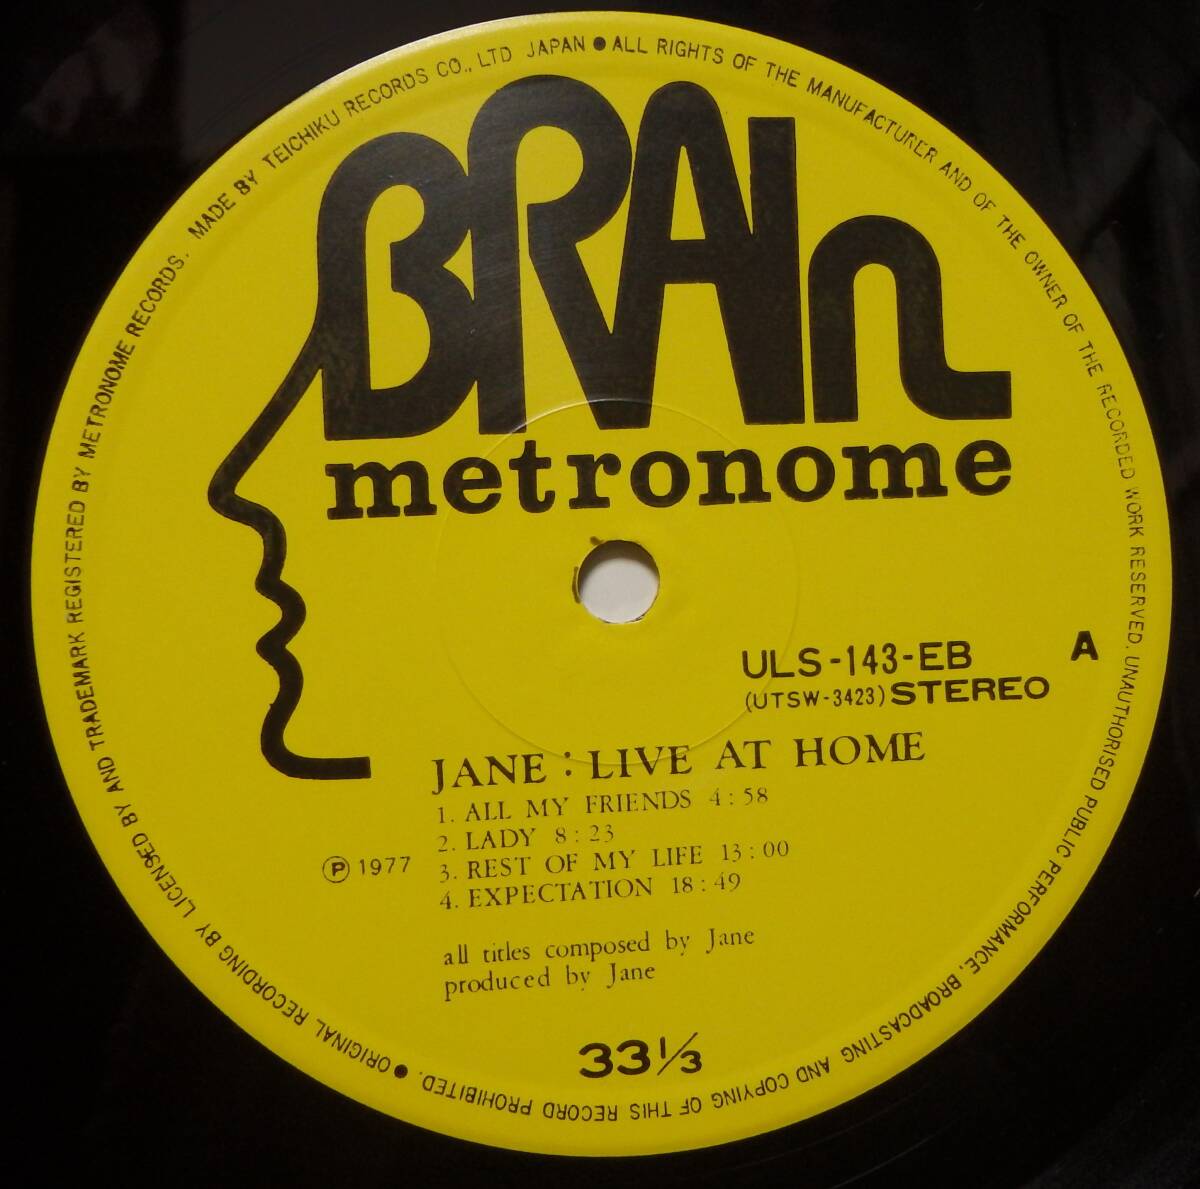 ORIGINAL RECORDING BY LICENSED BY AND TRADEMARK REGISTERED BY METRONOME RECORDS. MADE BY TEICHIKU RECORDS CO., LTD JAPAN ● ALL RIGHTS OF THE MANUFACTURER AND OF THE OWNER OF THE RECORDED WORK RESERVED. UNAUTHORISED PUBLIC PERFORMANCE, BROADCASTING AND COPYING OF THIS RECORD PROHIBITED. ●
BRAIn
metronome
ULS-143-EB A
(UTSW-3423) STEREO
JANE : LIVE AT HOME
1. ALL MY FRIENDS 4:58
2. LADY 8:23
3. REST OF MY LIFE 13:00
4. EXPECTATION 18:49
Ⓟ 1977
all titles composed by Jane
produced by Jane
33 1/3